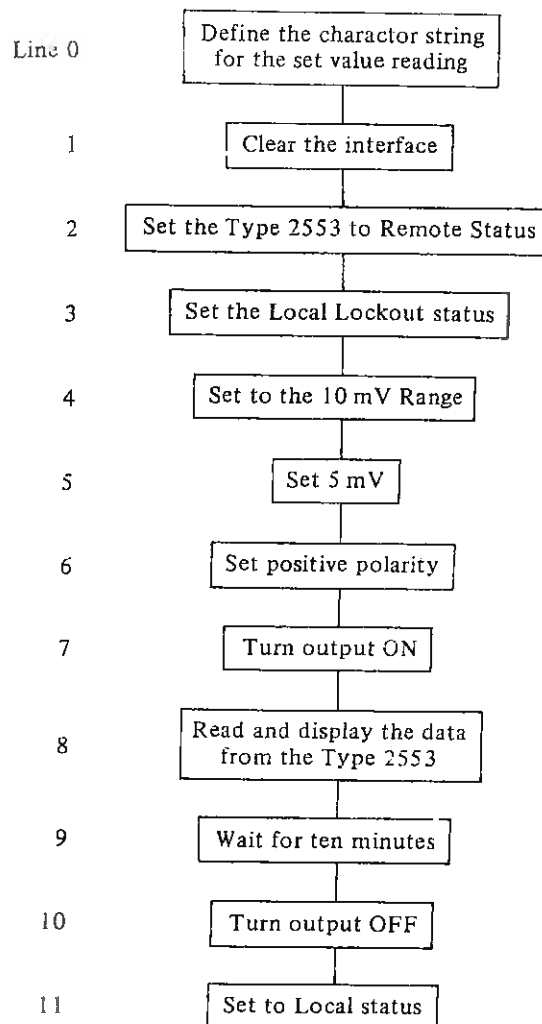 Line 0
Define the charactor string
for the set value reading
1
Clear the interface
2
Set the Type 2553 to Remote Status
3
Set the Local Lockout status
4
Set to the 10 mV Range
5
Set 5 mV
6
Set positive polarity
7
Turn output ON
8
Read and display the data
from the Type 2553
9
Wait for ten minutes
10
Turn output OFF
11
Set to Local status